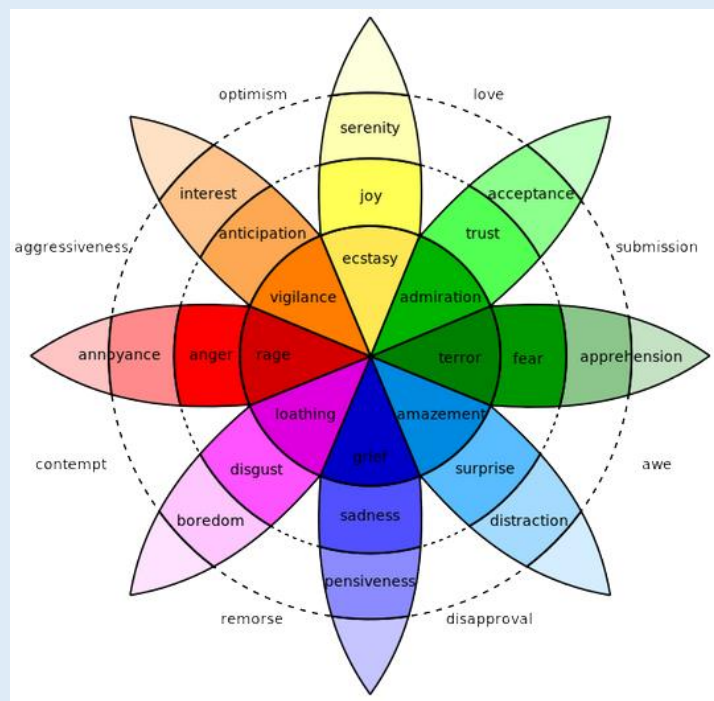 optimism
love
serenity
interest
acceptance
joy
anticipation
trust
aggressiveness
submission
ecstasy
vigilance
admiration
annoyance
anger
rage
terror
fear
apprehension
loathing
amazement
contempt
grief
awe
disgust
surprise
sadness
boredom
distraction
pensiveness
remorse
disapproval